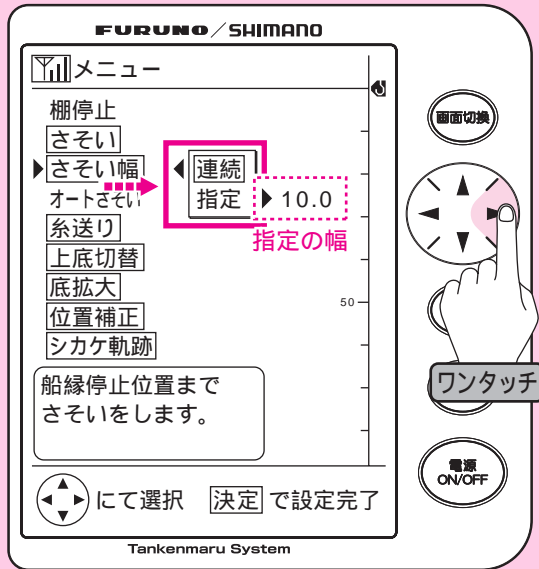 FURUNO/SHIMANO
メニュー
棚停止
さそい
さそい幅
連続
オートさそい
指定
10.0
指定の幅
糸送り
上底切替
底拡大
50
位置補正
シカケ軌跡
船縁停止位置まで
さそいをします。
にて選択 決定 で設定完了
Tankenmaru System
画面切換
ワンタッチ
電源
ON/OFF